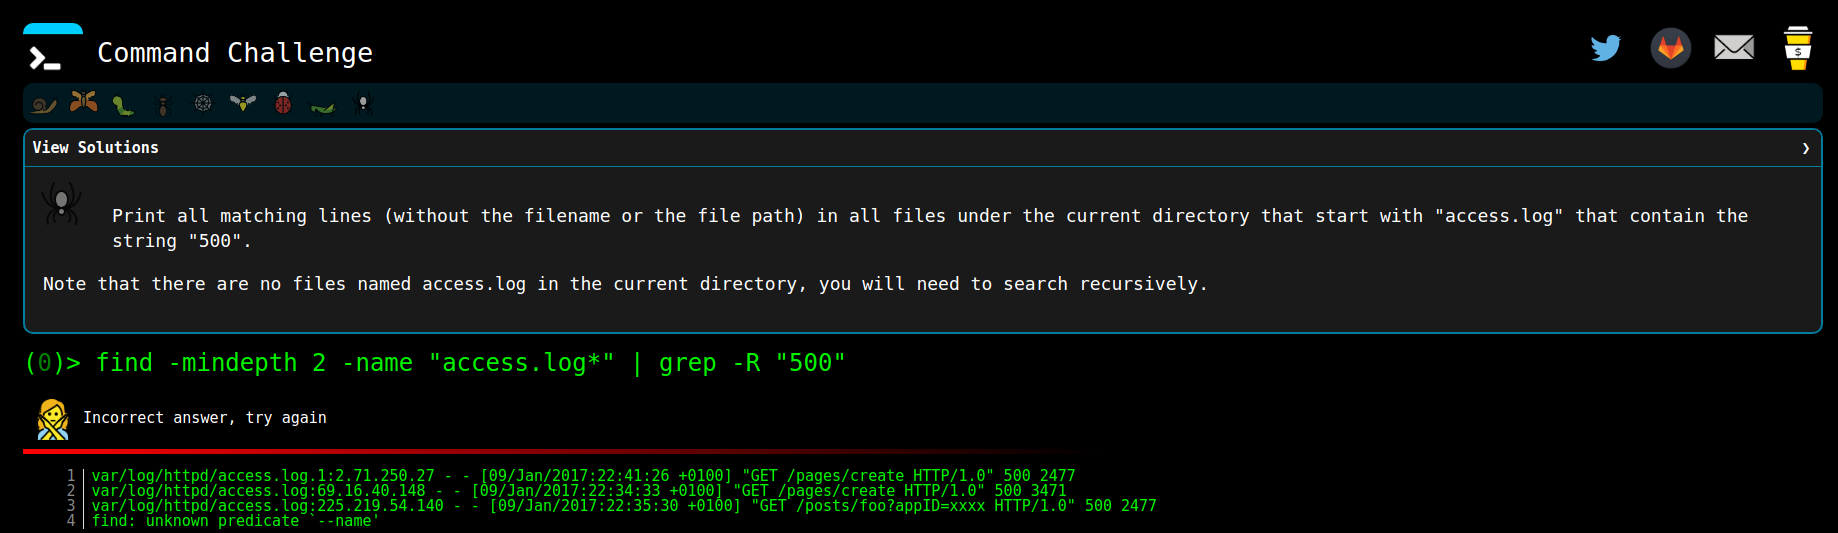 Command Challenge
$
View Solutions ❯
Print all matching lines (without the filename or the file path) in all files under the current directory that start with "access.log" that contain the
string "500".
Note that there are no files named access.log in the current directory, you will need to search recursively.
(0)> find -mindepth 2 -name "access.log*" | grep -R "500"
Incorrect answer, try again
1 var/log/httpd/access.log.1:2.71.250.27 - - [09/Jan/2017:22:41:26 +0100] "GET /pages/create HTTP/1.0" 500 2477
2 var/log/httpd/access.log:69.16.40.148 - - [09/Jan/2017:22:34:33 +0100] "GET /pages/create HTTP/1.0" 500 3471
3 var/log/httpd/access.log:225.219.54.140 - - [09/Jan/2017:22:35:30 +0100] "GET /posts/foo?appID=xxxx HTTP/1.0" 500 2477
4 find: unknown predicate `--name'